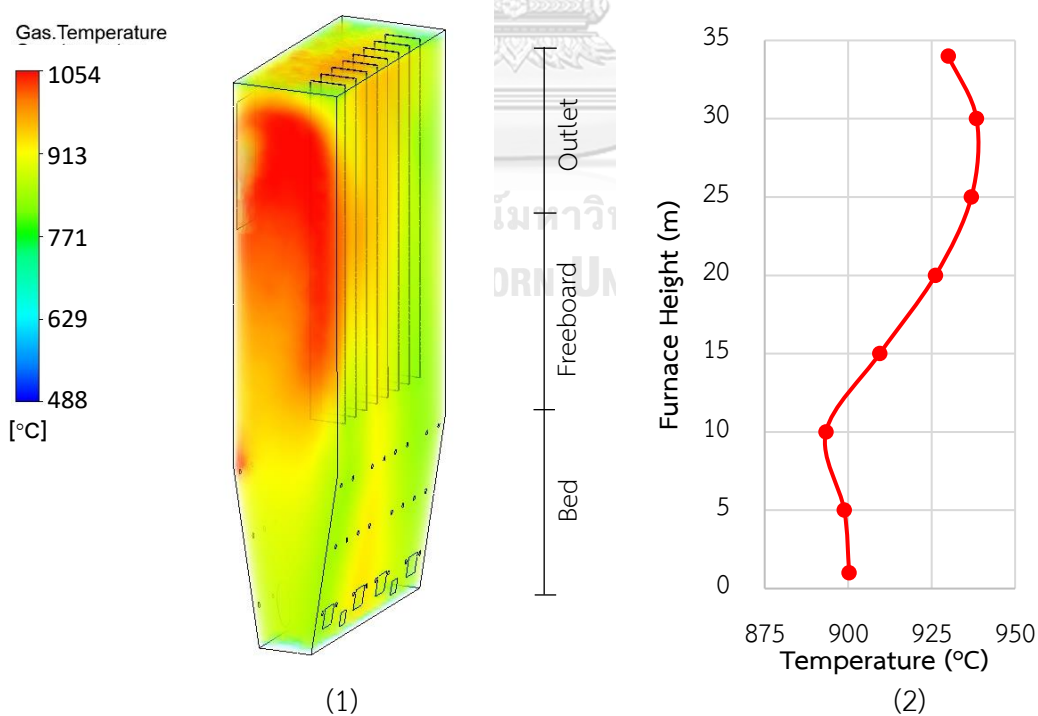 Gas.Temperature
1054
913
771
629
488
[°C]
Outlet
Freeboard
Bed
(1)
Furnace Height (m)
35
30
25
20
15
10
5
0
875 900 925 950
Temperature (°C)
(2)